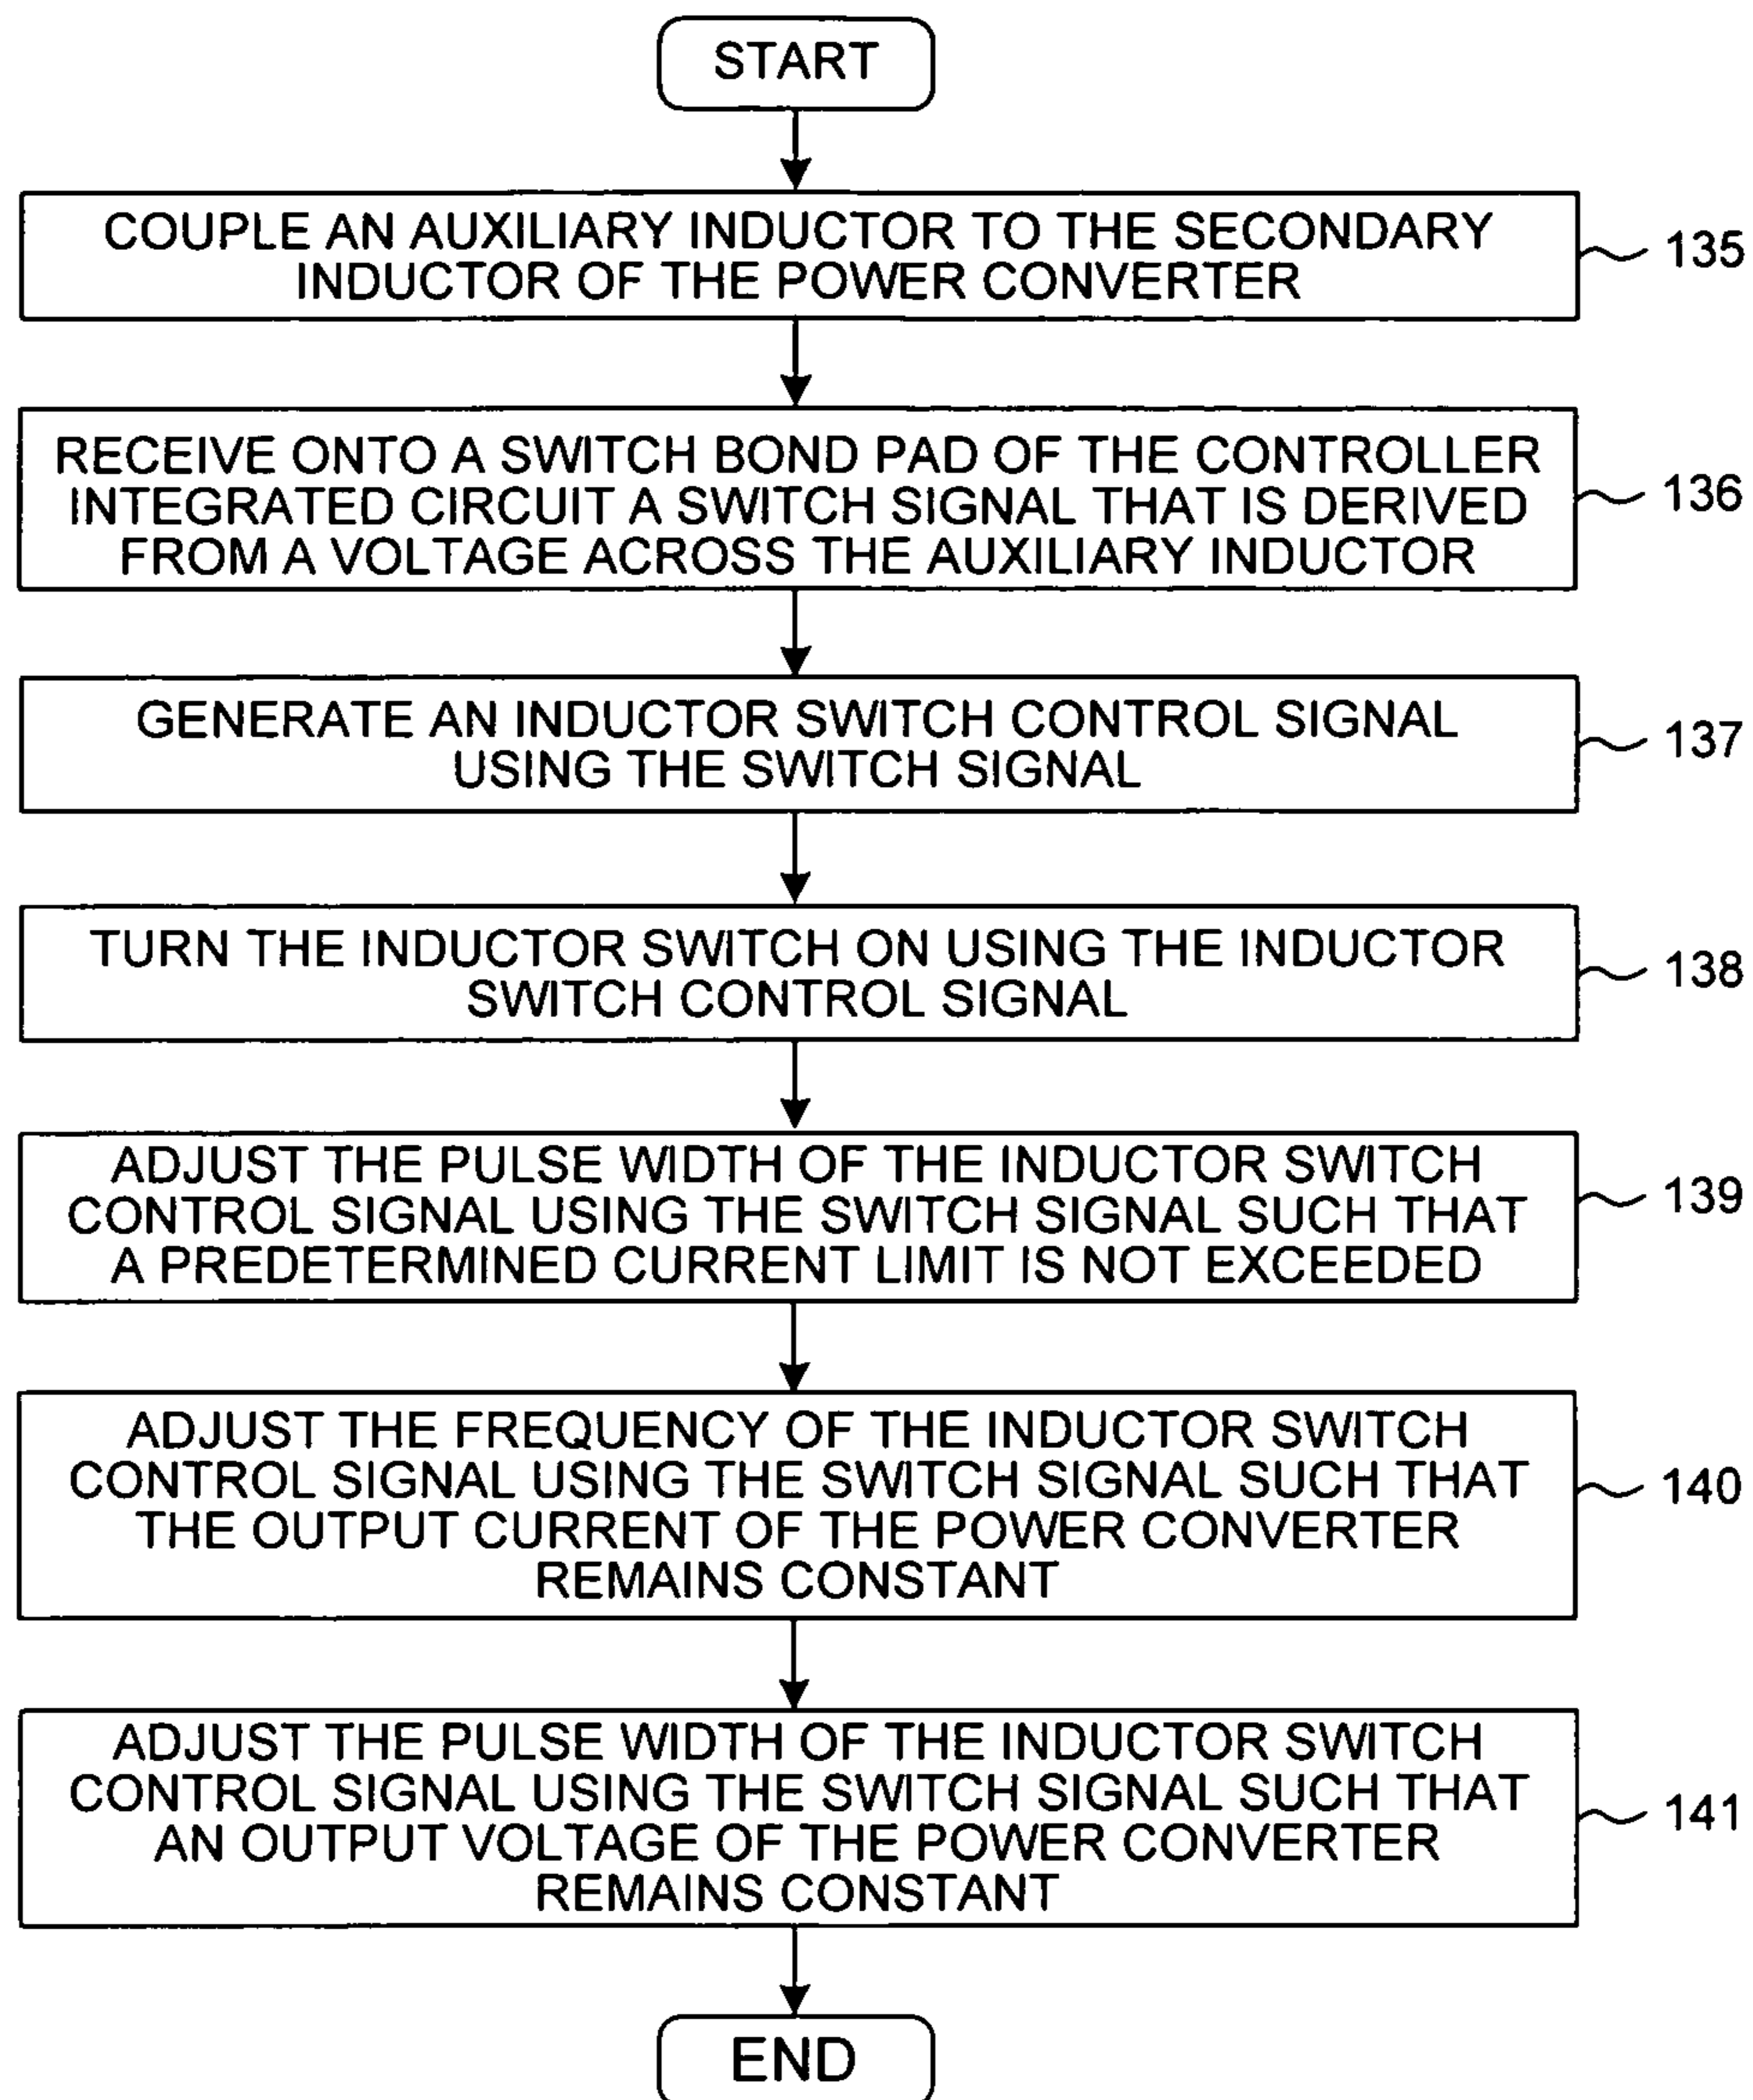 START
COUPLE AN AUXILIARY INDUCTOR TO THE SECONDARY
INDUCTOR OF THE POWER CONVERTER
135
RECEIVE ONTO A SWITCH BOND PAD OF THE CONTROLLER
INTEGRATED CIRCUIT A SWITCH SIGNAL THAT IS DERIVED
FROM A VOLTAGE ACROSS THE AUXILIARY INDUCTOR
136
GENERATE AN INDUCTOR SWITCH CONTROL SIGNAL
USING THE SWITCH SIGNAL
137
TURN THE INDUCTOR SWITCH ON USING THE INDUCTOR
SWITCH CONTROL SIGNAL
138
ADJUST THE PULSE WIDTH OF THE INDUCTOR SWITCH
CONTROL SIGNAL USING THE SWITCH SIGNAL SUCH THAT
A PREDETERMINED CURRENT LIMIT IS NOT EXCEEDED
139
ADJUST THE FREQUENCY OF THE INDUCTOR SWITCH
CONTROL SIGNAL USING THE SWITCH SIGNAL SUCH THAT
THE OUTPUT CURRENT OF THE POWER CONVERTER
REMAINS CONSTANT
140
ADJUST THE PULSE WIDTH OF THE INDUCTOR SWITCH
CONTROL SIGNAL USING THE SWITCH SIGNAL SUCH THAT
AN OUTPUT VOLTAGE OF THE POWER CONVERTER
REMAINS CONSTANT
141
END